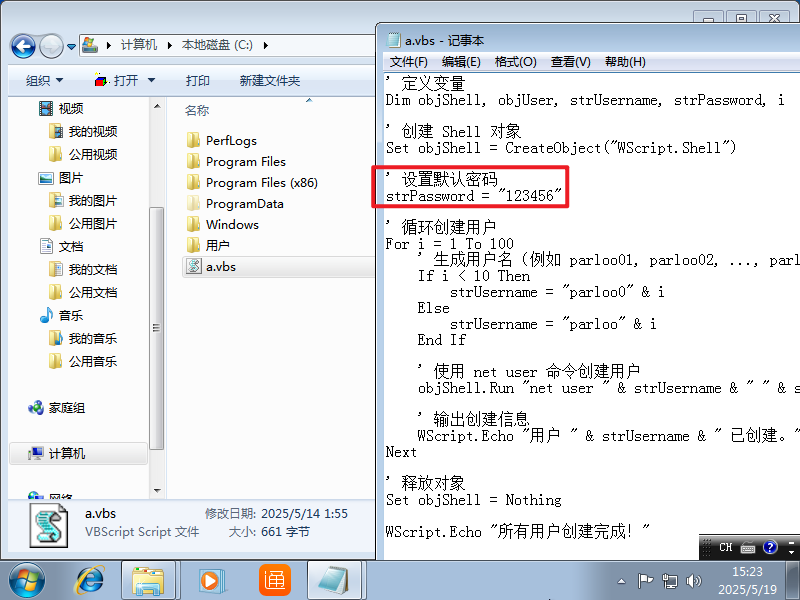 计算机
本地磁盘 (C:)
组织
打开
打印
新建文件夹
视频
我的视频
公用视频
图片
我的图片
公用图片
文档
我的文档
公用文档
音乐
我的音乐
公用音乐
家庭组
计算机
网络
名称
PerfLogs
Program Files
Program Files (x86)
ProgramData
Windows
用户
a.vbs
a.vbs
修改日期: 2025/5/14 1:55
VBScript Script 文件
大小: 661 字节
a.vbs - 记事本
文件(F) 编辑(E) 格式(O) 查看(V) 帮助(H)
' 定义变量
Dim objShell, objUser, strUsername, strPassword, i
' 创建 Shell 对象
Set objShell = CreateObject("WScript.Shell")
' 设置默认密码
strPassword = "123456"
' 循环创建用户
For i = 1 To 100
' 生成用户名（例如 parloo01, parloo02, ..., parl
If i < 10 Then
strUsername = "parloo0" & i
Else
strUsername = "parloo" & i
End If
' 使用 net user 命令创建用户
objShell.Run "net user " & strUsername & " " & s
' 输出创建信息
WScript.Echo "用户 " & strUsername & " 已创建。"
Next
' 释放对象
Set objShell = Nothing
WScript.Echo "所有用户创建完成！"
CH
通
15:23
2025/5/19